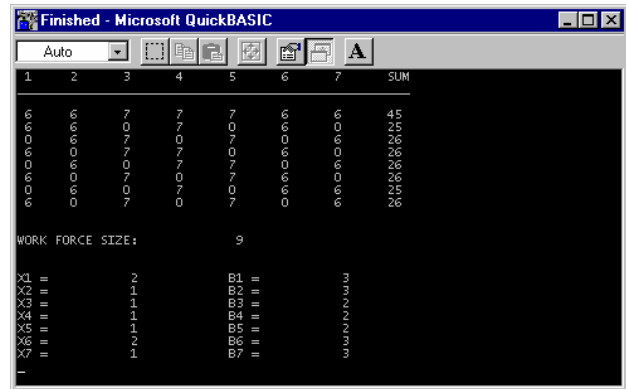 Finished - Microsoft QuickBASIC
Auto
A
1 2 3 4 5 6 7 SUM
6 6 7 7 7 6 6 45
6 6 0 7 0 6 0 25
0 6 7 0 7 0 6 26
6 0 7 7 0 6 0 26
0 6 0 7 7 0 6 26
6 6 7 0 7 0 0 26
0 6 0 7 0 6 6 25
6 0 7 0 7 0 6 26
WORK FORCE SIZE: 9
X1 = 2 B1 = 3
X2 = 1 B2 = 3
X3 = 1 B3 = 2
X4 = 1 B4 = 2
X5 = 1 B5 = 2
X6 = 2 B6 = 3
X7 = 1 B7 = 3